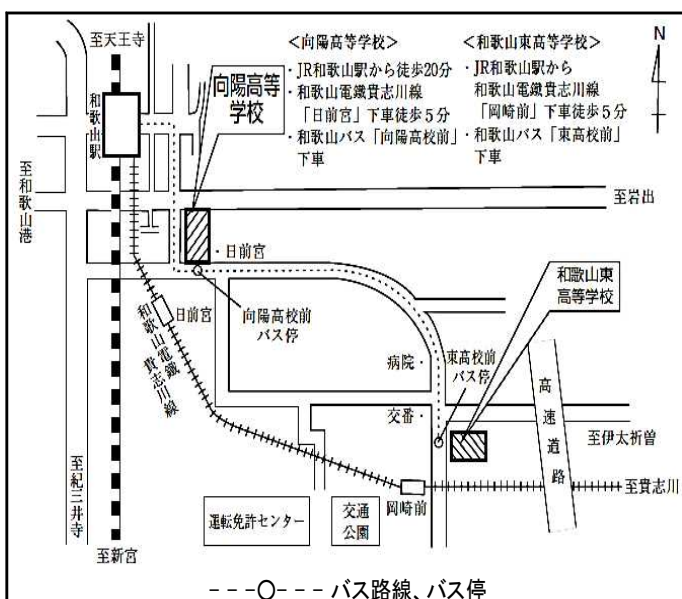 至天王寺
和歌山駅
向陽高等
学校
＜向陽高等学校＞
・JR和歌山駅から徒歩20分
・和歌山電鐵貴志川線
「日前宮」下車徒歩５分
・和歌山バス「向陽高校前」
下車
＜和歌山東高等学校＞
・JR和歌山駅から
和歌山電鐵貴志川線
「岡崎前」下車徒歩５分
・和歌山バス「東高校前」
下車
N
至和歌山港
至岩出
・日前宮
向陽高校前
バス停
日前宮
和歌山電鐵
貴志川線
和歌山東
高等学校
病院・
東高校前
バス停
高速道路
交番・
至伊太祈曽
至紀三井寺
岡崎前
至貴志川
運転免許センター
交通
公園
至新宮
---○--- バス路線、バス停